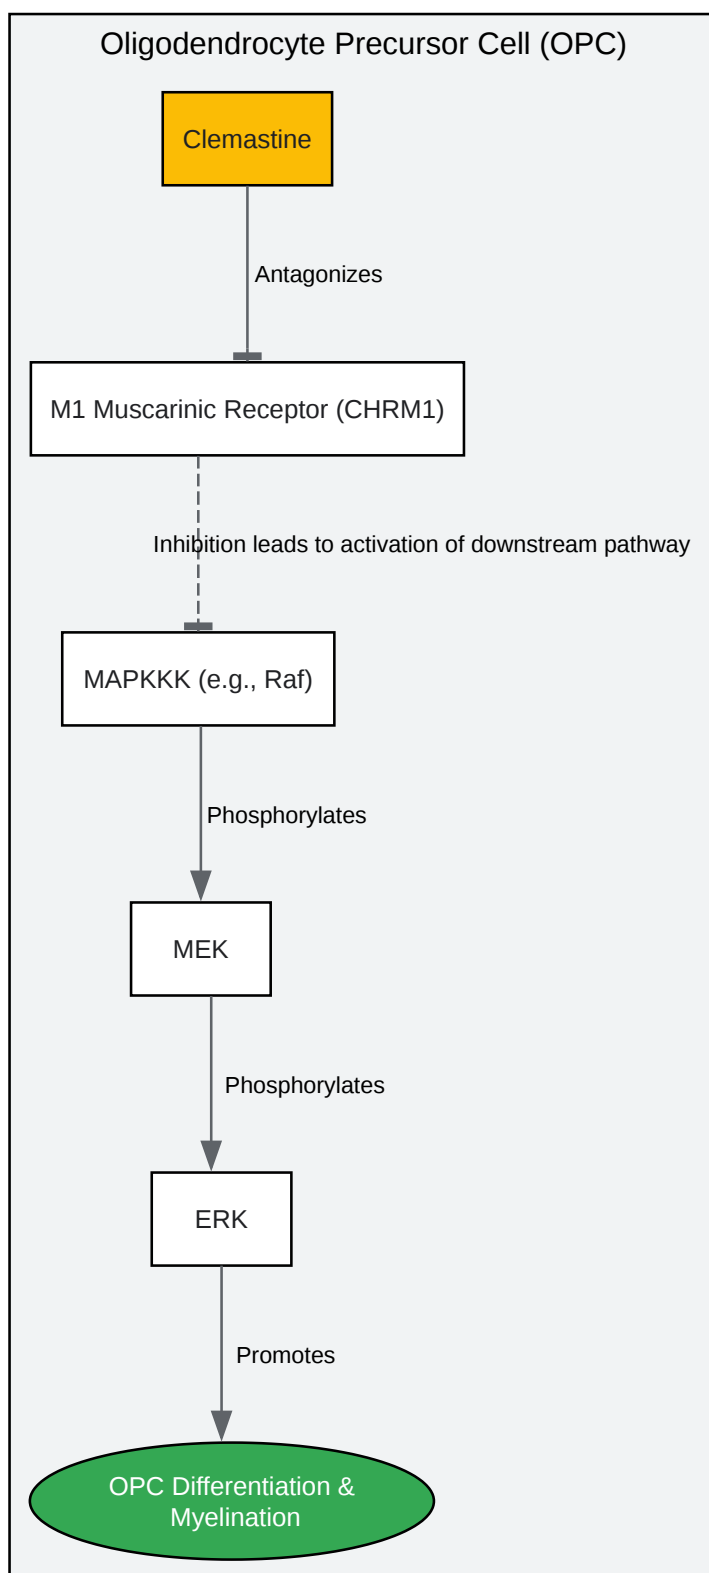 Oligodendrocyte Precursor Cell (OPC)
Clemastine
Antagonizes
M1 Muscarinic Receptor (CHRM1)
Inhibition leads to activation of downstream pathway
MAPKKK (e.g., Raf)
Phosphorylates
MEK
Phosphorylates
ERK
Promotes
OPC Differentiation &
Myelination